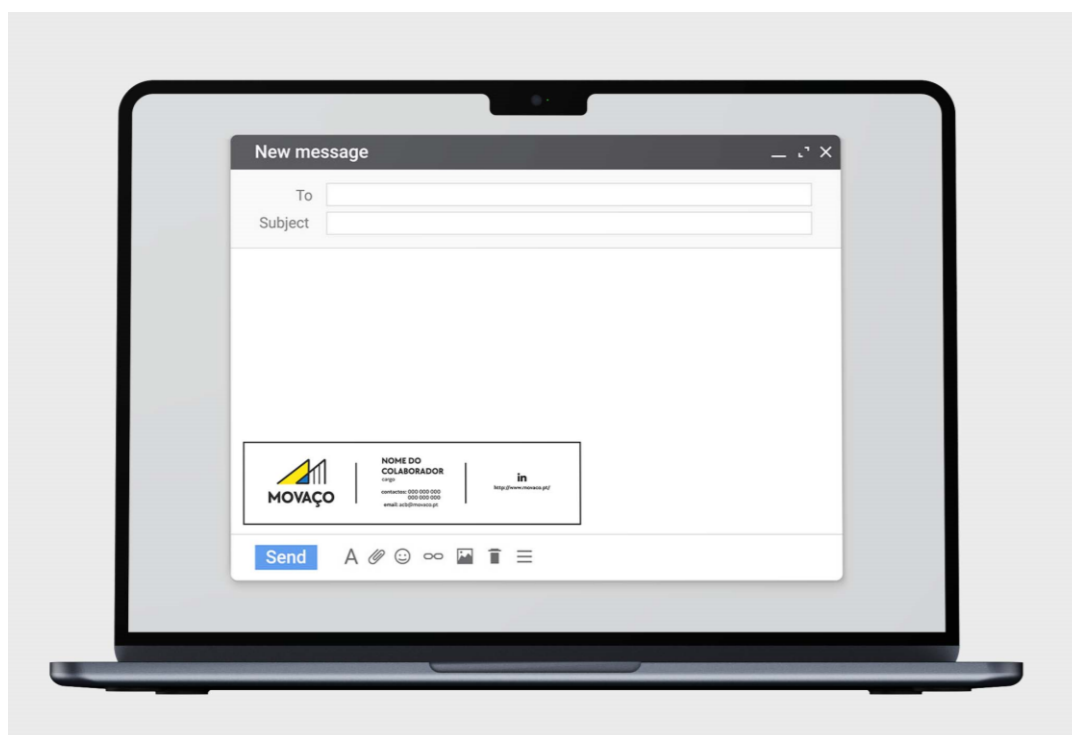 New message
To
Subject
MOVAÇO
NOME DO
COLABORADOR
cargo
contactos: 000 000 000
000 000 000
email: acb@movaco.pt
in
http://www.movaco.pt/
Send